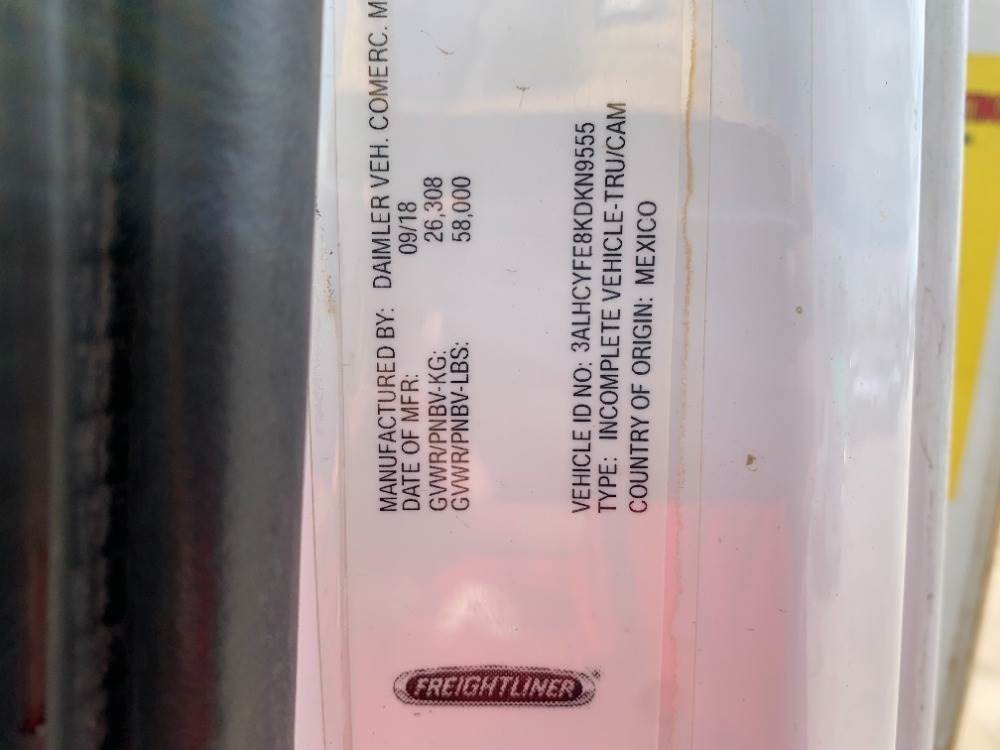 MANUFACTURED BY: DAIMLER VEH. COMERC. M
DATE OF MFR: 09/18
GVWR/PNBV-KG: 26,308
GVWR/PNBV-LBS: 58,000
VEHICLE ID NO: 3ALHCYFE8KDKN9555
TYPE: INCOMPLETE VEHICLE-TRU/CAM
COUNTRY OF ORIGIN: MEXICO
FREIGHTLINER